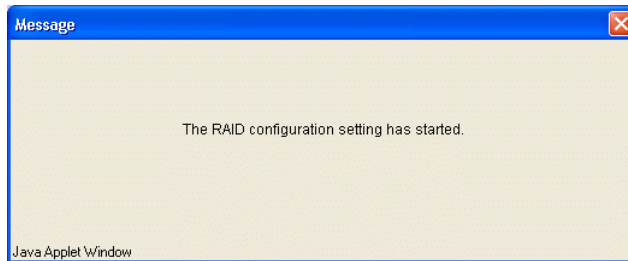 Message
The RAID configuration setting has started.
Java Applet Window